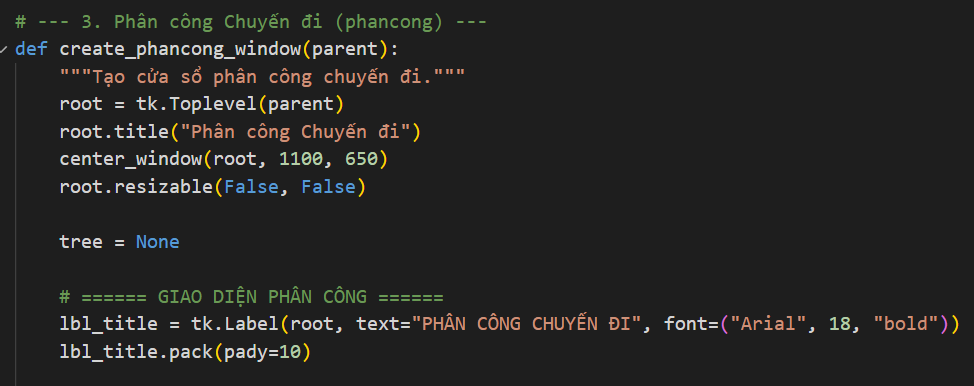 # --- 3. Phân công Chuyến đi (phancong) ---
def create_phancong_window(parent):
    """Tạo cửa sổ phân công chuyến đi."""
    root = tk.Toplevel(parent)
    root.title("Phân công Chuyến đi")
    center_window(root, 1100, 650)
    root.resizable(False, False)
    tree = None
    # ====== GIAO DIỆN PHÂN CÔNG ======
    lbl_title = tk.Label(root, text="PHÂN CÔNG CHUYẾN ĐI", font=("Arial", 18, "bold"))
    lbl_title.pack(pady=10)